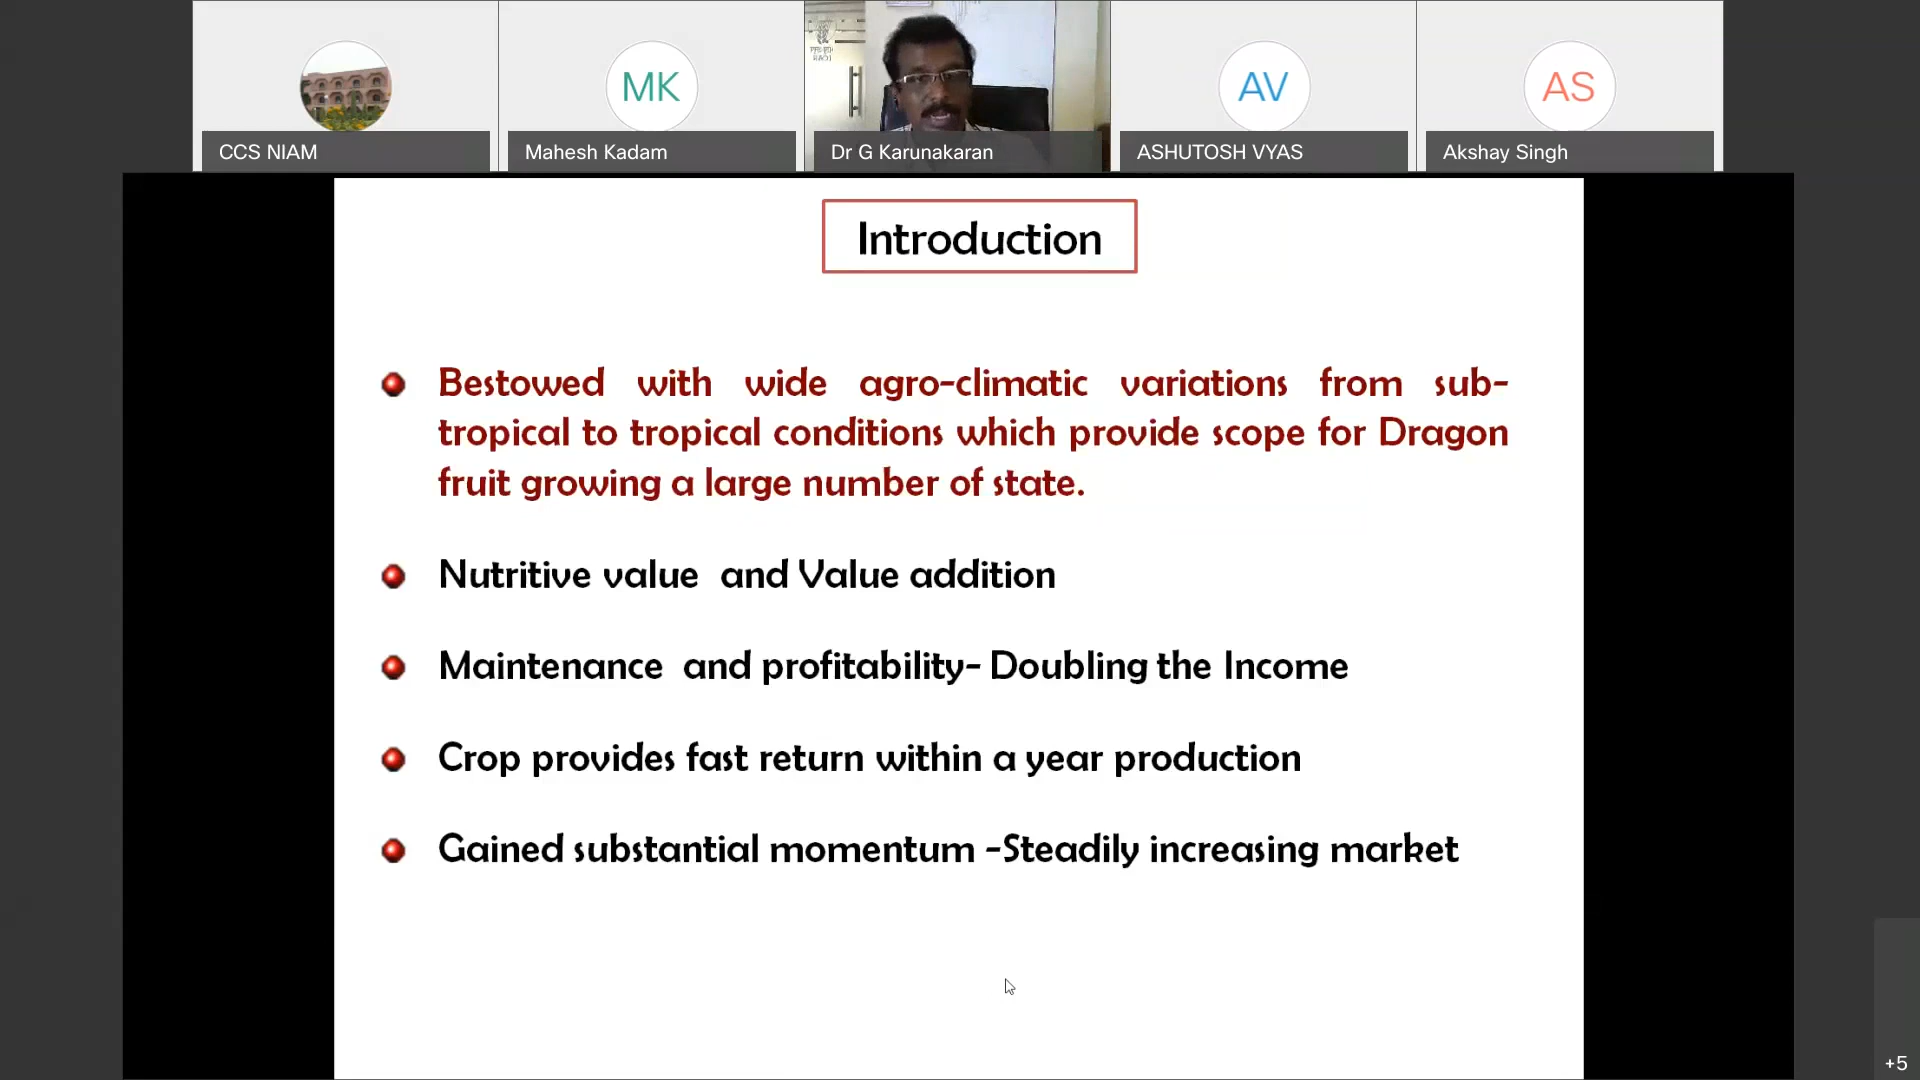 MK
AV
AS
CCS NIAM
Mahesh Kadam
Dr G Karunakaran
ASHUTOSH VYAS
Akshay Singh
Introduction
Bestowed with wide agro-climatic variations from sub-
tropical to tropical conditions which provide scope for Dragon
fruit growing a large number of state.
Nutritive value and Value addition
Maintenance and profitability- Doubling the Income
Crop provides fast return within a year production
Gained substantial momentum -Steadily increasing market
+5